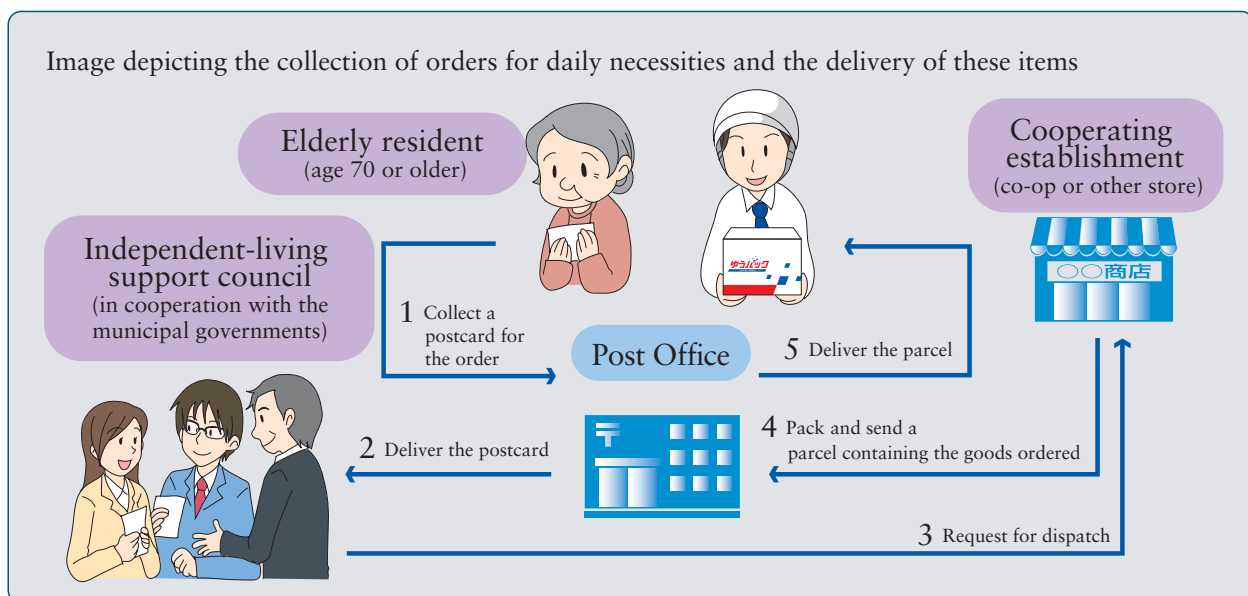 Image depicting the collection of orders for daily necessities and the delivery of these items
Elderly resident
(age 70 or older)
Cooperating
establishment
(co-op or other store)
Independent-living
support council
(in cooperation with the
municipal governments)
ゆうパック
○○商店
1 Collect a
postcard for
the order
Post Office
5 Deliver the parcel
〒
2 Deliver the postcard
4 Pack and send a
parcel containing the goods ordered
3 Request for dispatch